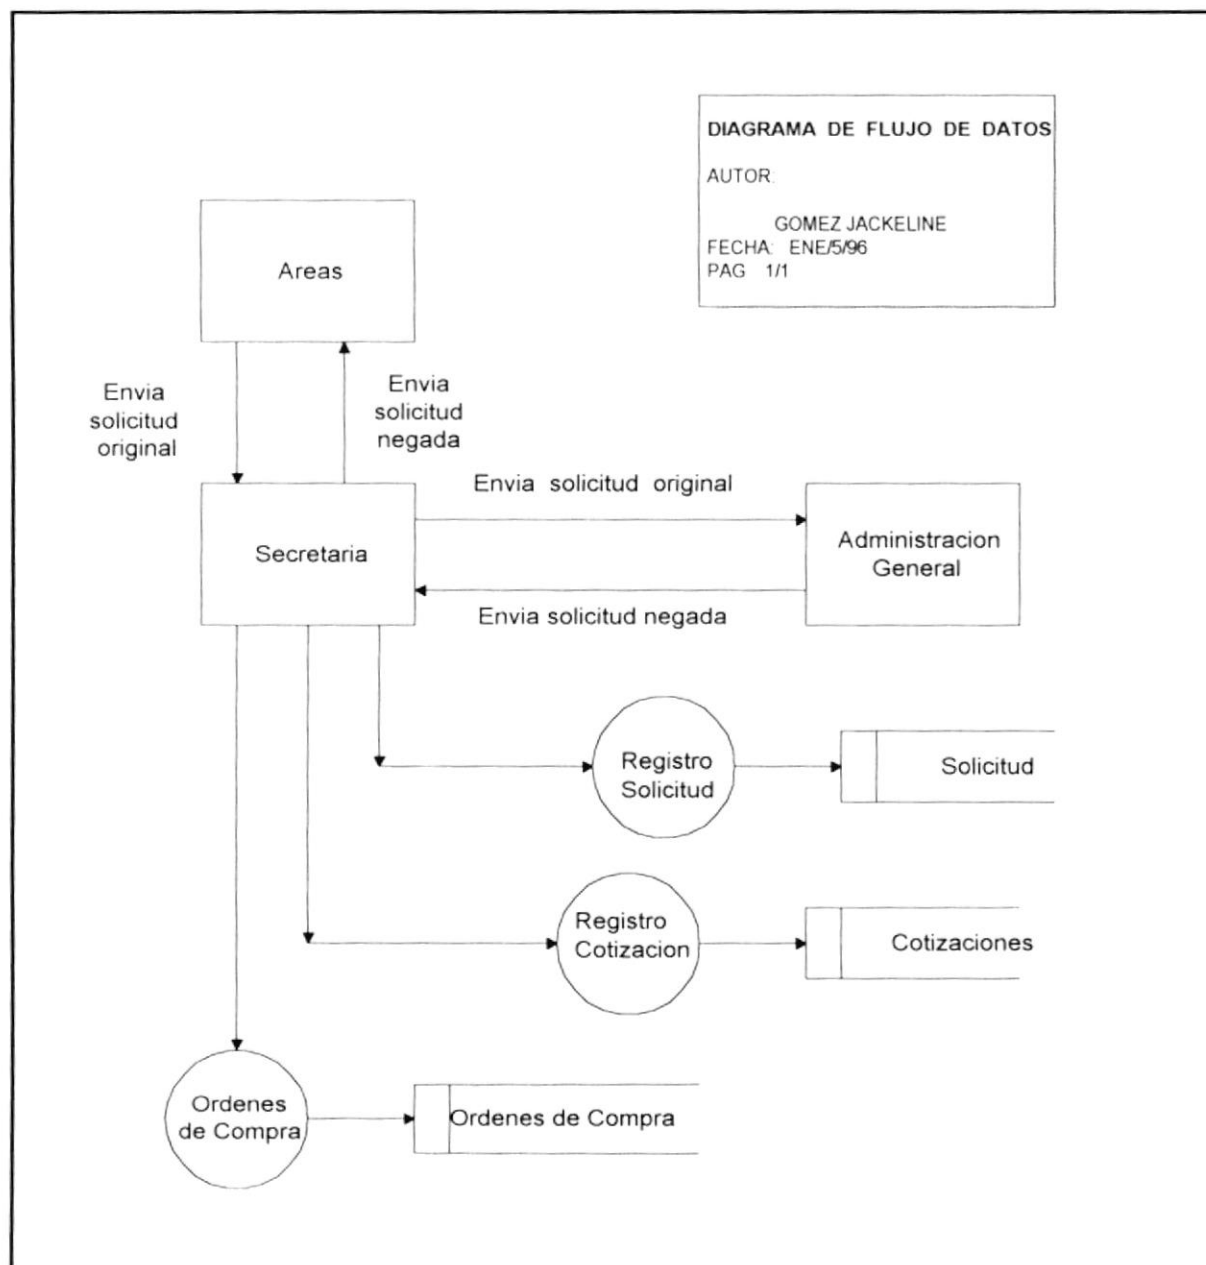 DIAGRAMA DE FLUJO DE DATOS
AUTOR:
GOMEZ JACKELINE
FECHA: ENE/5/96
PAG 1/1
Areas
Envia
solicitud
original
Envia
solicitud
negada
Envia solicitud original
Secretaria
Administracion
General
Envia solicitud negada
Registro
Solicitud
Solicitud
Registro
Cotizacion
Cotizaciones
Ordenes
de Compra
Ordenes de Compra